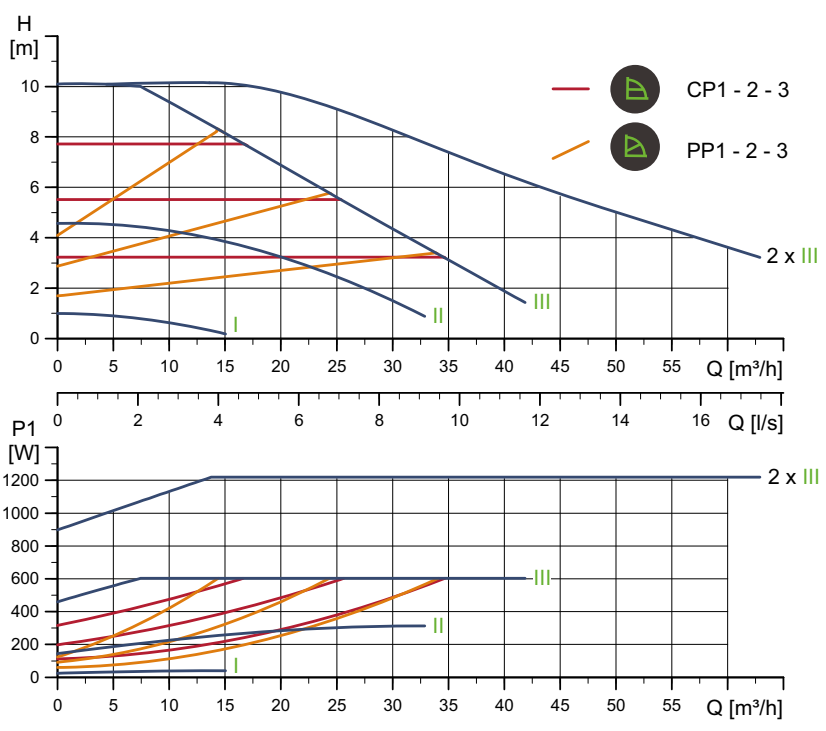 H
[m]
10
8
6
4
2
0
CP1 - 2 - 3
PP1 - 2 - 3
2 x III
III
II
I
0 5 10 15 20 25 30 35 40 45 50 55 Q [m³/h]
0 2 4 6 8 10 12 14 16 Q [l/s]
P1
[W]
1200
1000
800
600
400
200
0
2 x III
III
II
I
0 5 10 15 20 25 30 35 40 45 50 55 Q [m³/h]